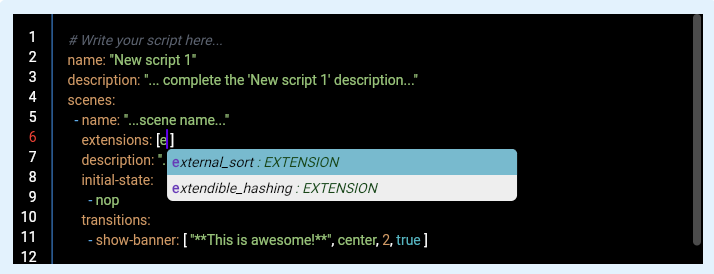 1 # Write your script here...
2 name: "New script 1"
3 description: "... complete the 'New script 1' description..."
4 scenes:
5 - name: "...scene name..."
6 extensions: [e]
7 description: ".
external_sort : EXTENSION
8 initial-state:
extendible_hashing : EXTENSION
9 - nop
10 transitions:
11 - show-banner: [ "**This is awesome!**", center, 2, true ]
12